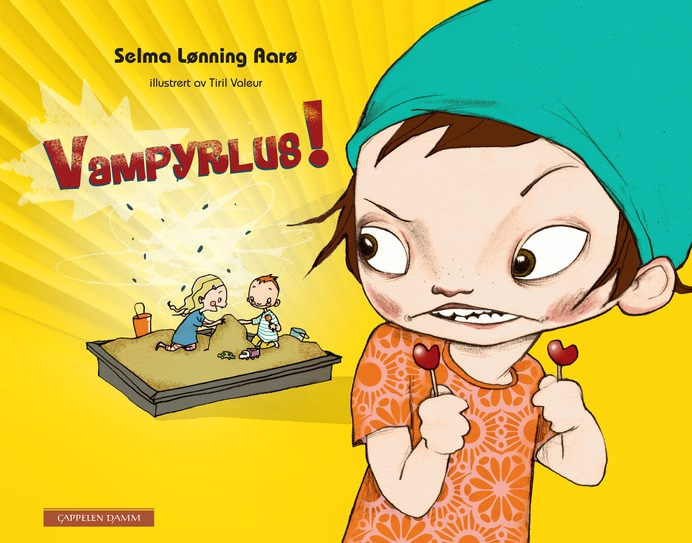 Selma Lønning Aarø
illustrert av Tiril Valeur
Vampyrlus!
CAPPELEN DAMM